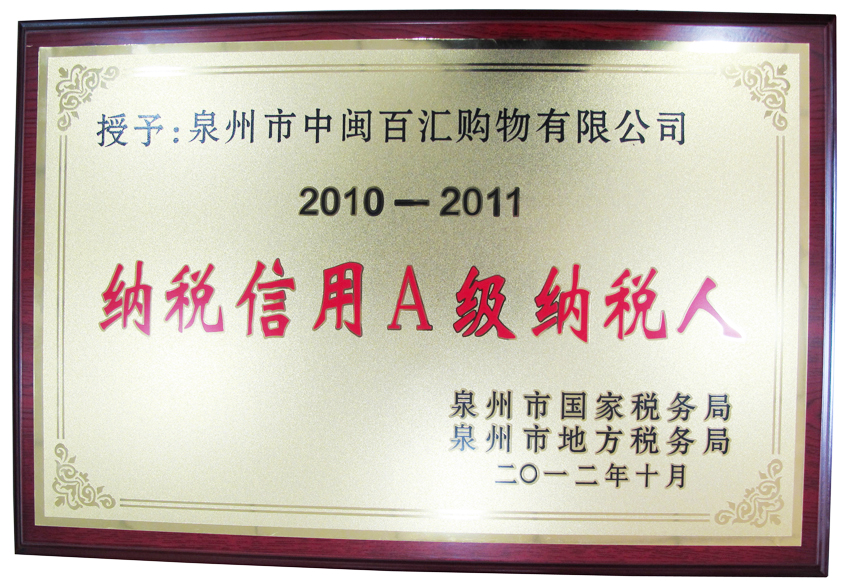 授予:泉州市中闽百汇购物有限公司
2010—2011
纳税信用A级纳税人
泉州市国家税务局
泉州市地方税务局
二〇一二年十月